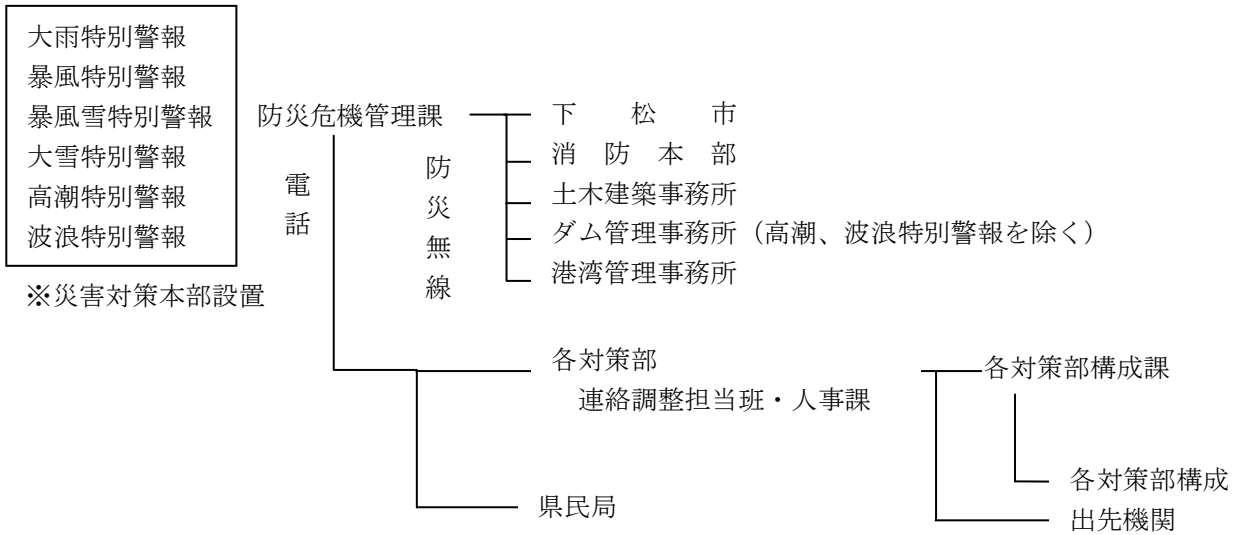 大雨特別警報
暴風特別警報
暴風雪特別警報
大雪特別警報
高潮特別警報
波浪特別警報
※災害対策本部設置
防災危機管理課
電話
防災無線
下松市
消防本部
土木建築事務所
ダム管理事務所（高潮、波浪特別警報を除く）
港湾管理事務所
各対策部
連絡調整担当班・人事課
県民局
各対策部構成課
各対策部構成
出先機関